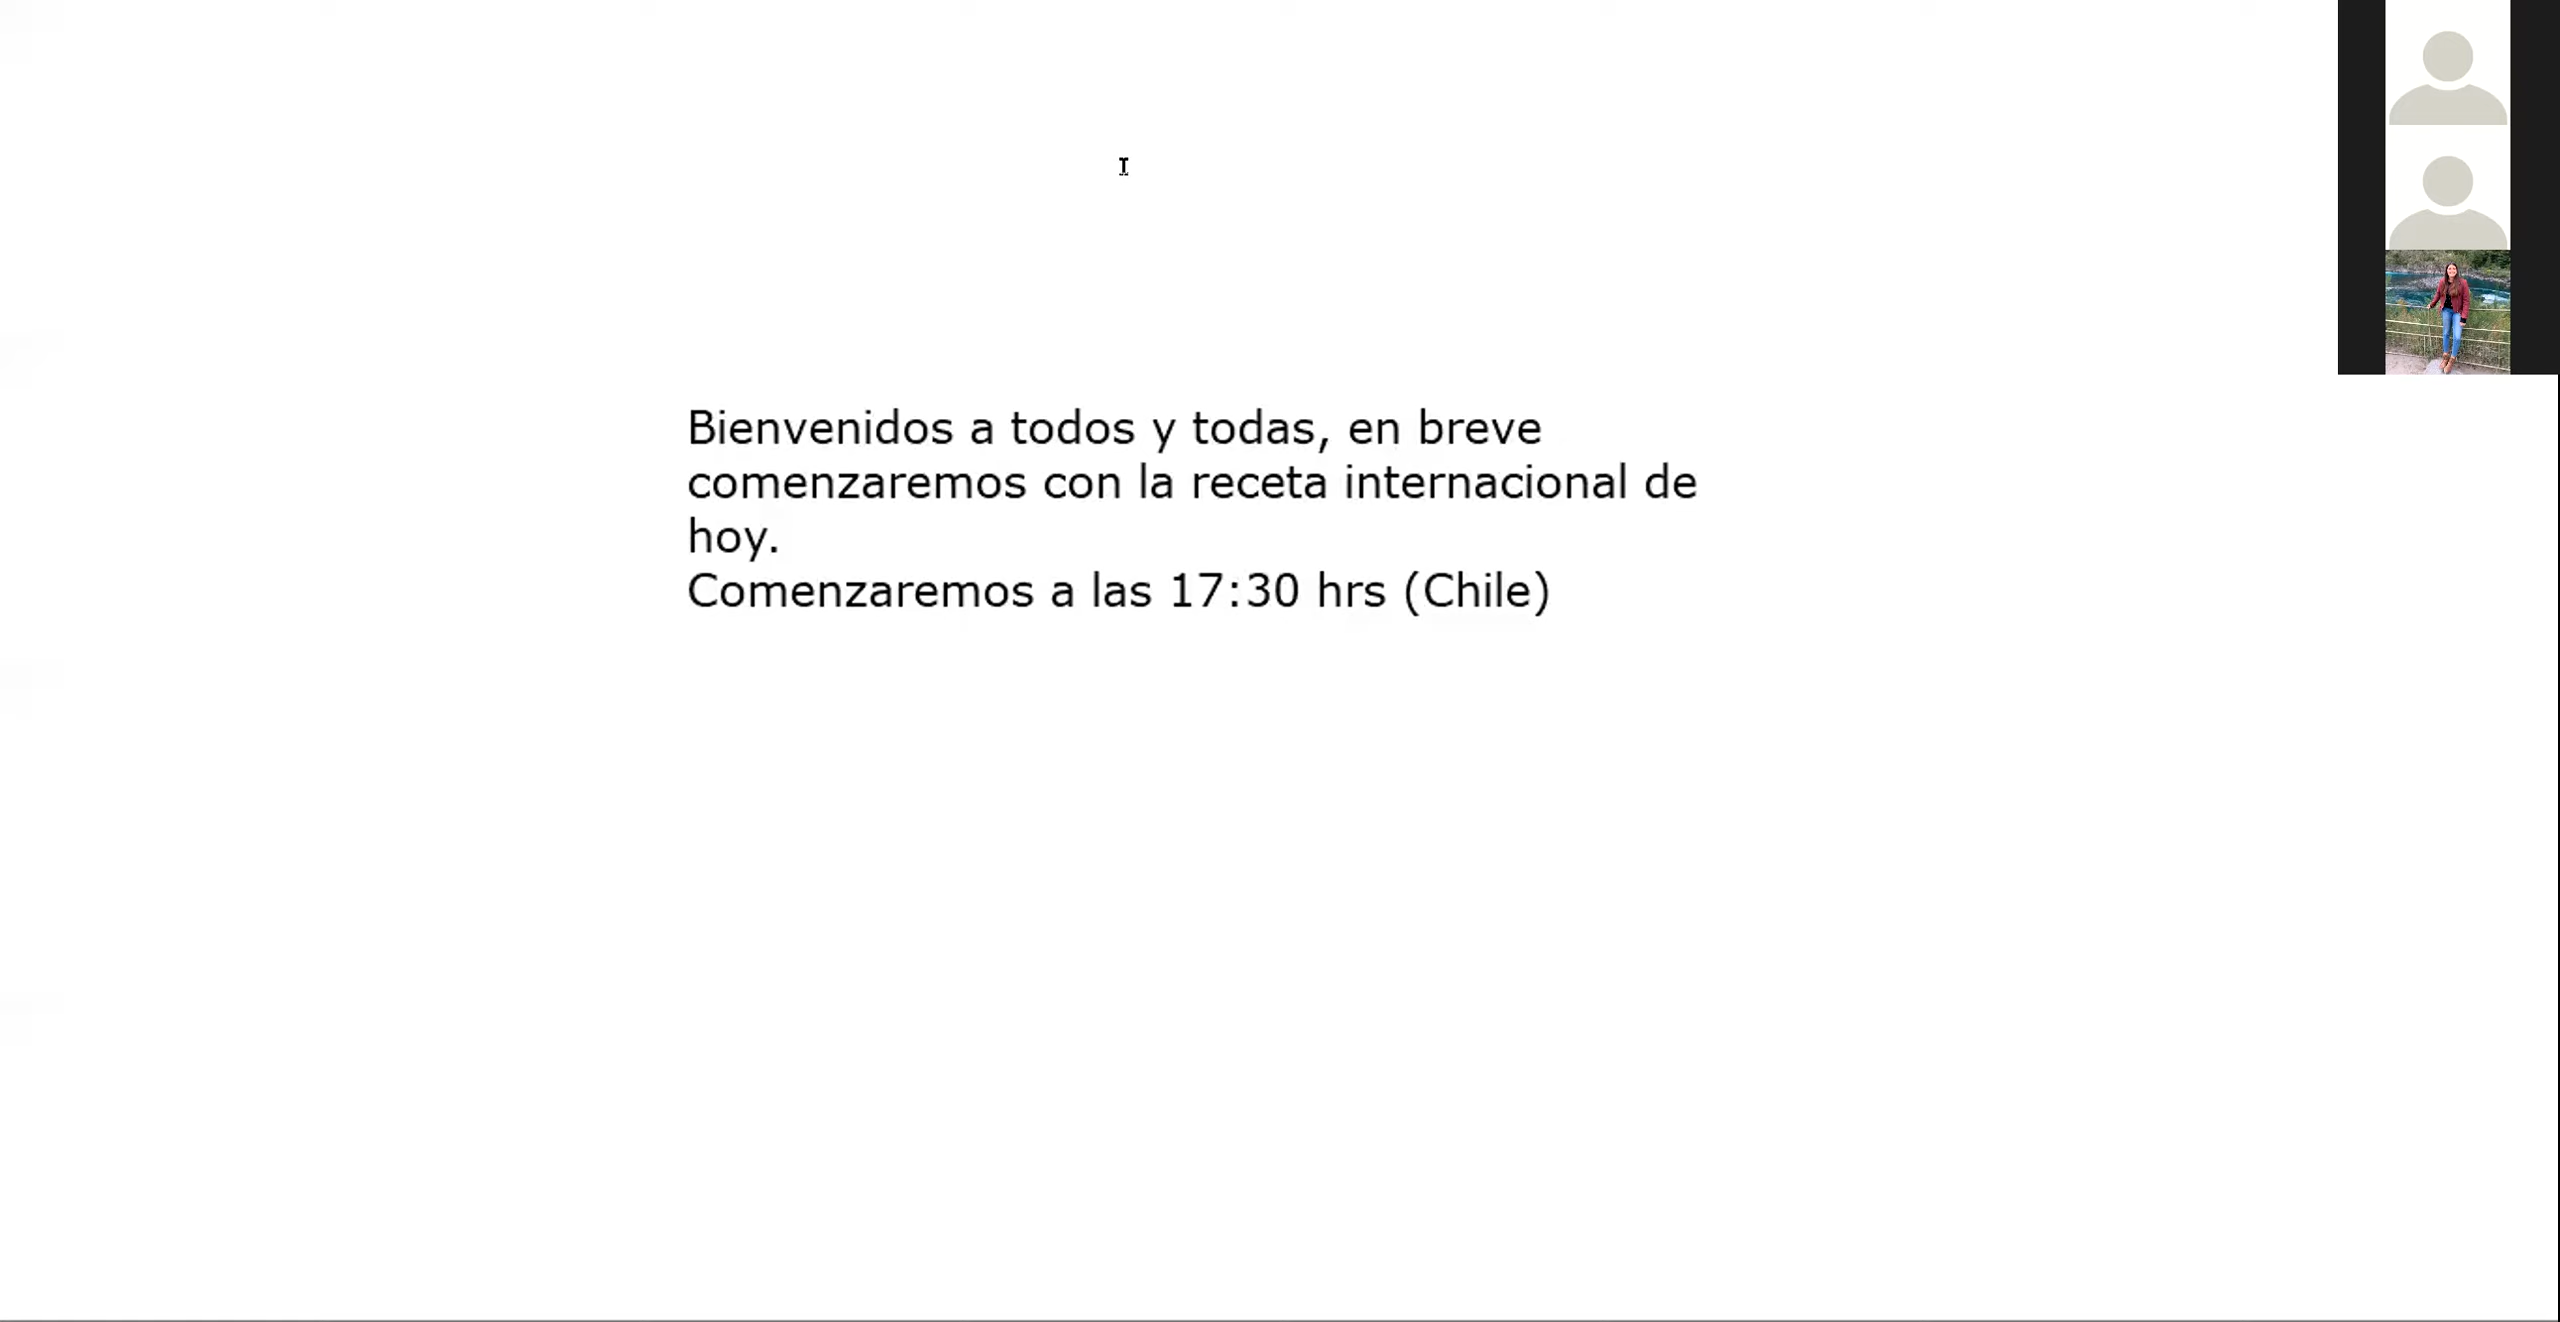 Bienvenidos a todos y todas, en breve
comenzaremos con la receta internacional de
hoy.
Comenzaremos a las 17:30 hrs (Chile)